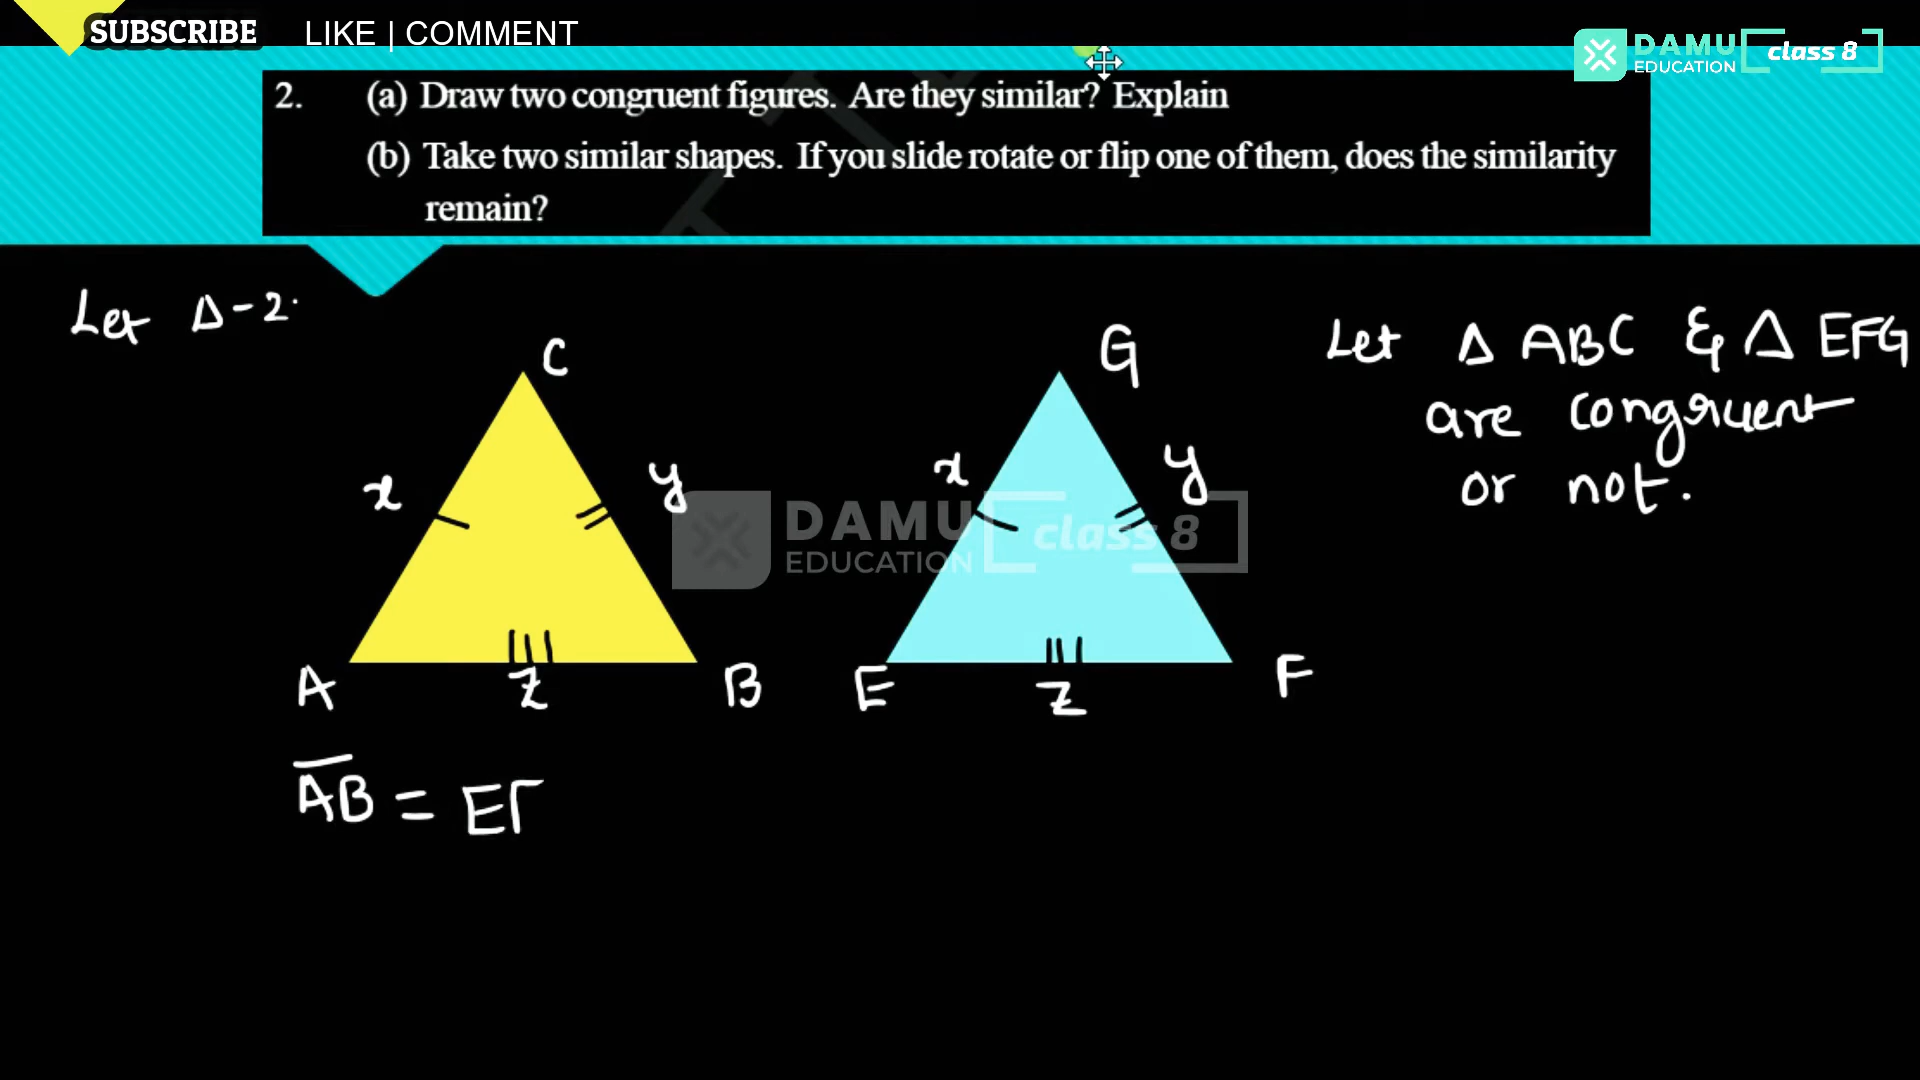 SUBSCRIBE LIKE | COMMENT
DAMU
EDUCATION
class 8
2. (a) Draw two congruent figures. Are they similar? Explain
(b) Take two similar shapes. If you slide rotate or flip one of them, does the similarity
remain?
Let Δ-2.
C
G
Let Δ ABC & Δ EFG
are congruent
or not.
x
y
x
y
DAMU
EDUCATION
class 8
A
z
B
E
z
F
A̅B̅ = EF